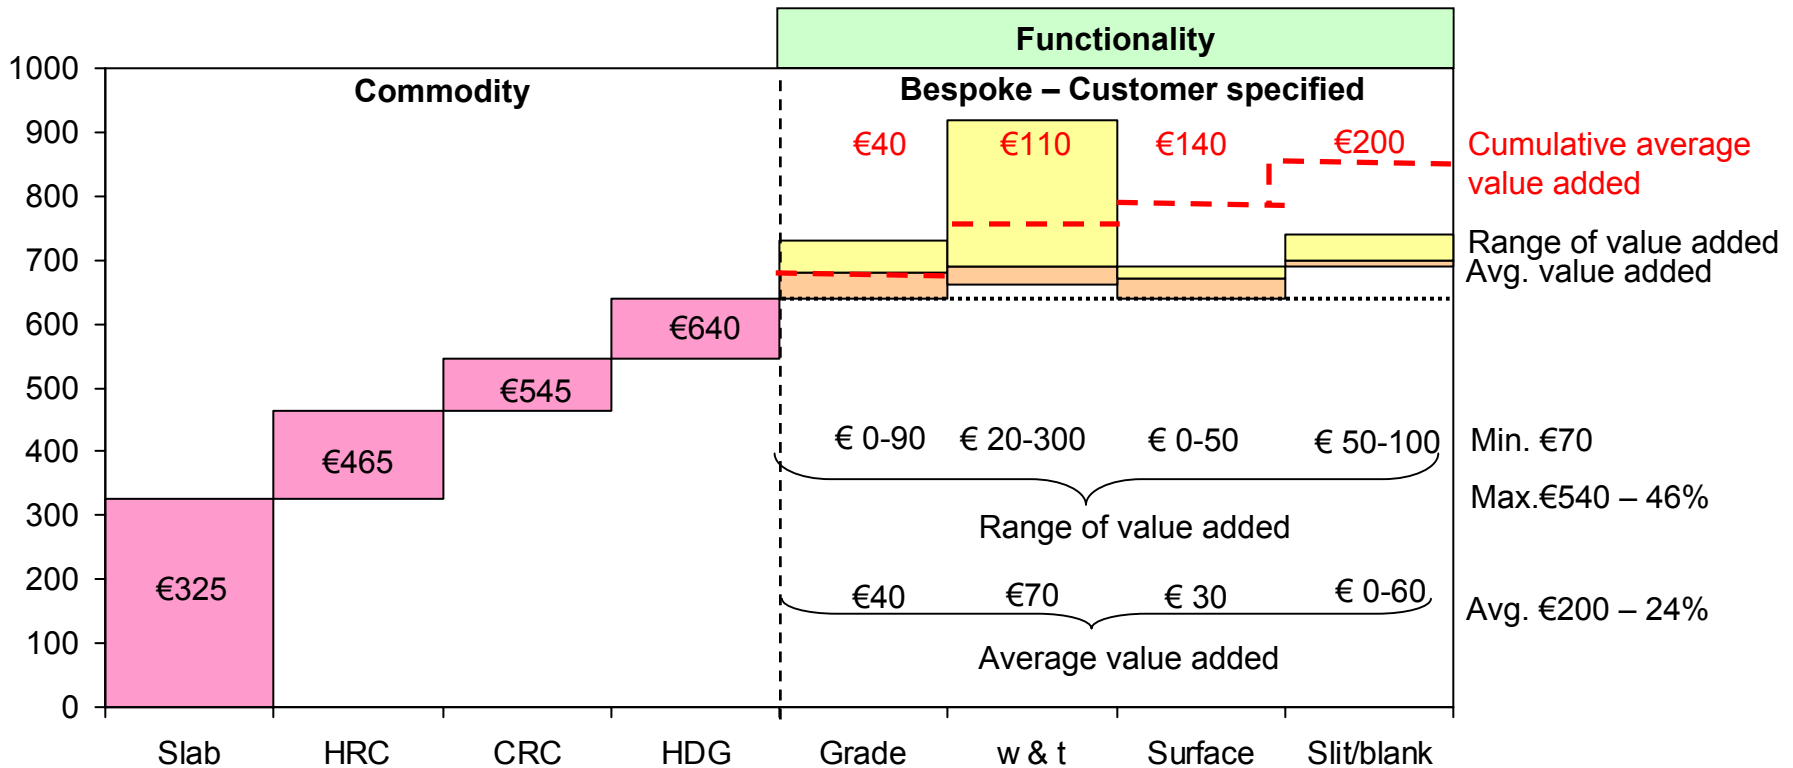 Functionality
1000
Commodity
Bespoke – Customer specified
900
€40
€110
€140
€200
Cumulative average
value added
800
700
Range of value added
Avg. value added
600
€640
500
€545
400
€465
€ 0-90
€ 20-300
€ 0-50
€ 50-100
Min. €70
300
Max.€540 – 46%
Range of value added
200
€325
€40
€70
€ 30
€ 0-60
Avg. €200 – 24%
100
Average value added
0
Slab
HRC
CRC
HDG
Grade
w & t
Surface
Slit/blank